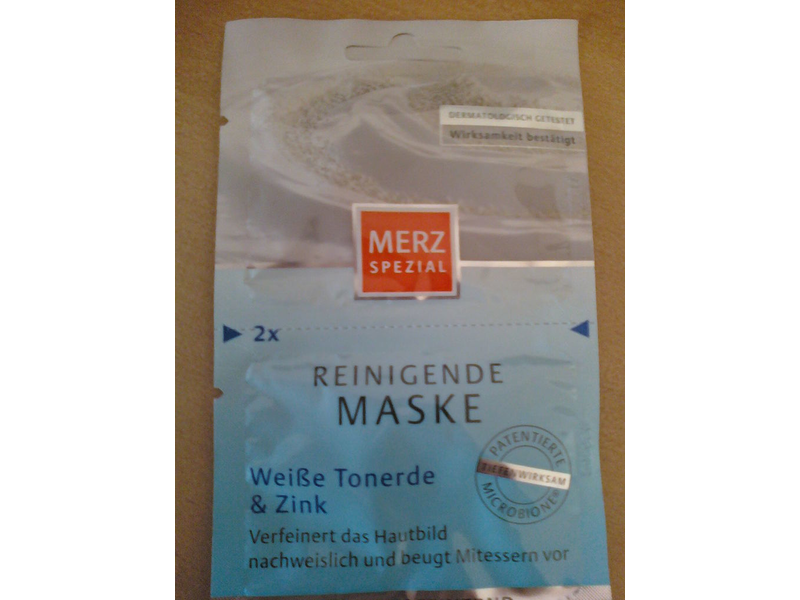 DERMATOLOGISCH GETESTET
Wirksamkeit bestätigt
MERZ
SPEZIAL
2x
REINIGENDE
MASKE
PATENTIERTE
TIEFENWIRKSAM
MICROBIONE®
Weiße Tonerde
& Zink
Verfeinert das Hautbild
nachweislich und beugt Mitessern vor